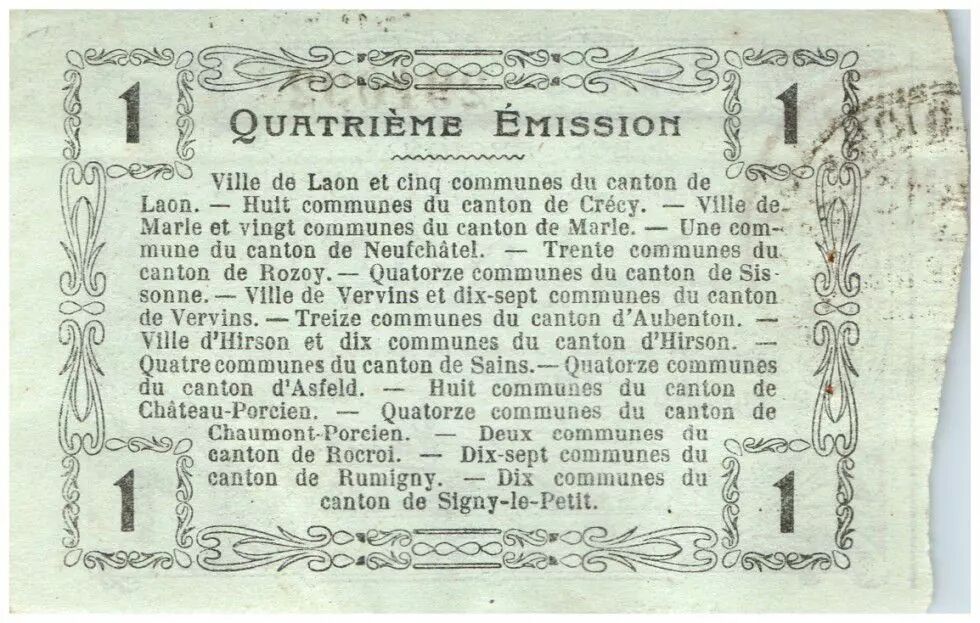 1 1
QUATRIÈME ÉMISSION
Ville de Laon et cinq communes du canton de
Laon. — Huit communes du canton de Crécy. — Ville de
Marle et vingt communes du canton de Marle. — Une com-
mune du canton de Neufchâtel. — Trente communes du
canton de Rozoy. — Quatorze communes du canton de Sis-
sonne. — Ville de Vervins et dix-sept communes du canton
de Vervins. — Treize communes du canton d'Aubenton. —
Ville d'Hirson et dix communes du canton d'Hirson. —
Quatre communes du canton de Sains. — Quatorze communes
du canton d'Asfeld. — Huit communes du canton de
Château-Porcien. — Quatorze communes du canton de
Chaumont-Porcien. — Deux communes du
canton de Rocroi. — Dix-sept communes du
canton de Rumigny. — Dix communes du
canton de Signy-le-Petit.
1 1